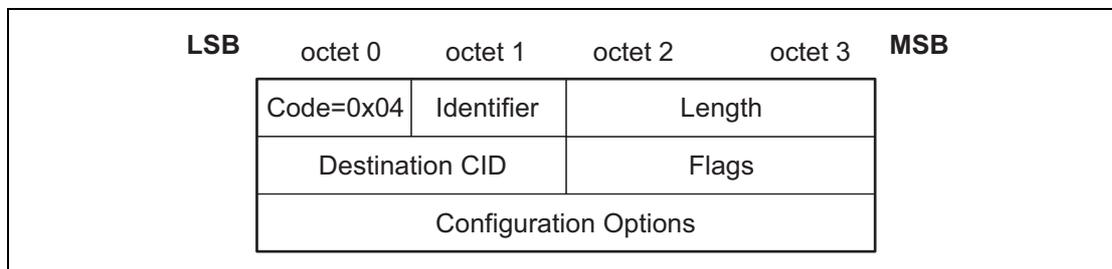 LSB octet 0 octet 1 octet 2 octet 3 MSB
Code=0x04 Identifier Length
Destination CID Flags
Configuration Options